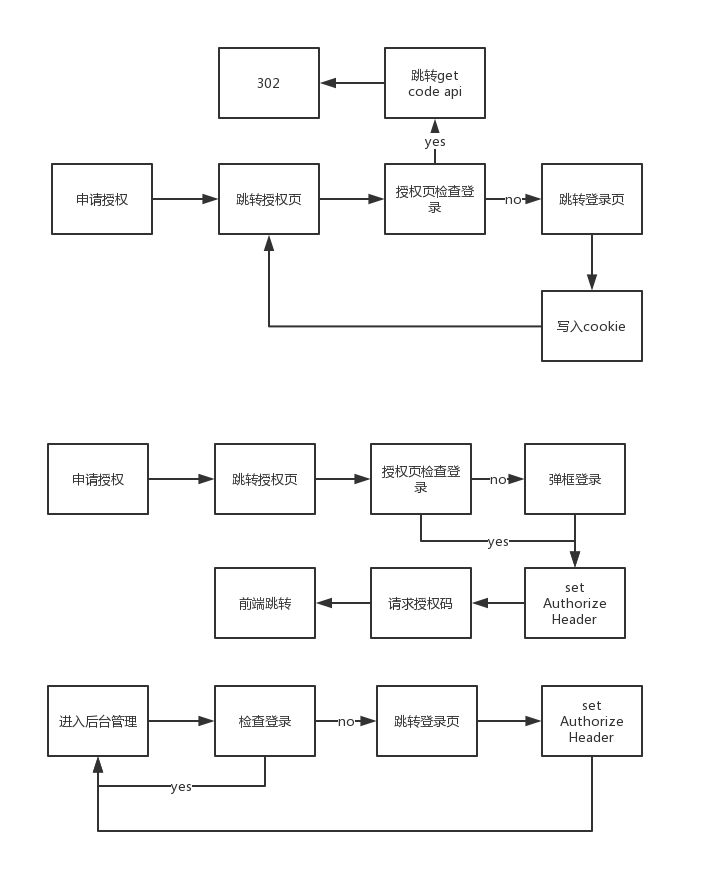 302
跳转get
code api
yes
申请授权
跳转授权页
授权页检查登
录
no
跳转登录页
写入cookie
申请授权
跳转授权页
授权页检查登
录
no
弹框登录
yes
前端跳转
请求授权码
set
Authorize
Header
进入后台管理
检查登录
no
跳转登录页
set
Authorize
Header
yes